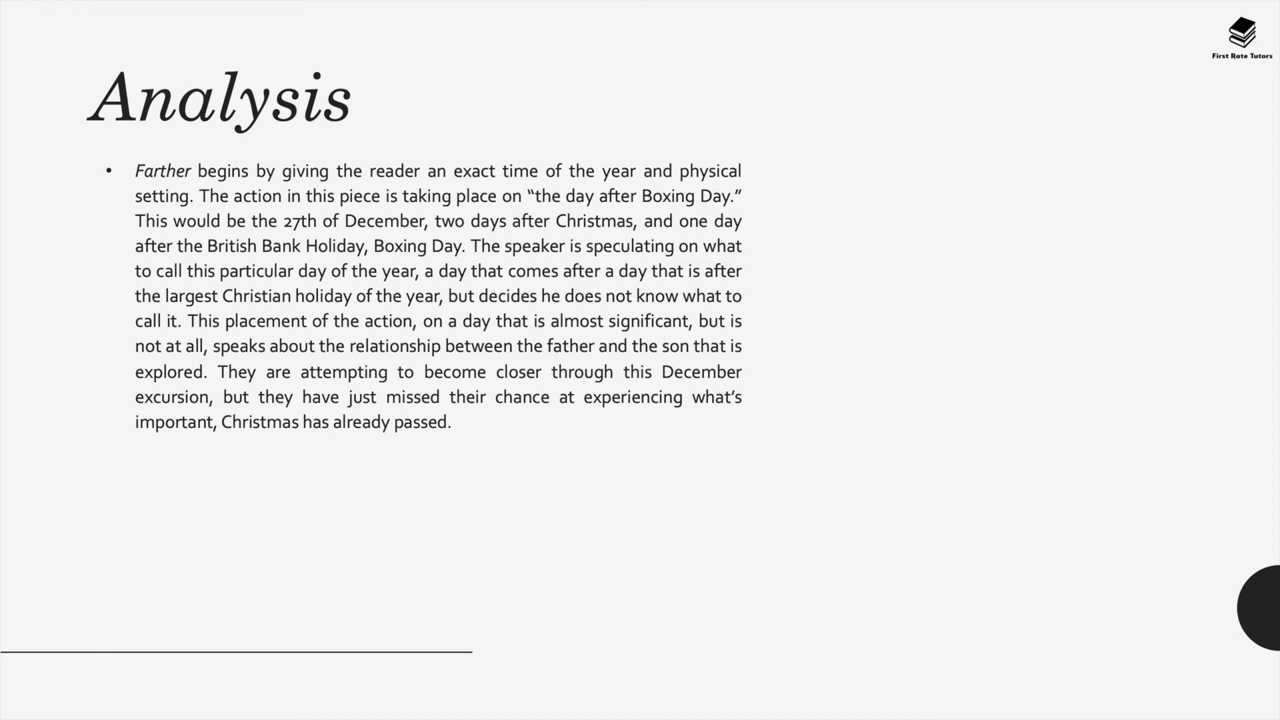 First Rate Tutors
Analysis
• Farther begins by giving the reader an exact time of the year and physical
setting. The action in this piece is taking place on “the day after Boxing Day.”
This would be the 27th of December, two days after Christmas, and one day
after the British Bank Holiday, Boxing Day. The speaker is speculating on what
to call this particular day of the year, a day that comes after a day that is after
the largest Christian holiday of the year, but decides he does not know what to
call it. This placement of the action, on a day that is almost significant, but is
not at all, speaks about the relationship between the father and the son that is
explored. They are attempting to become closer through this December
excursion, but they have just missed their chance at experiencing what’s
important, Christmas has already passed.